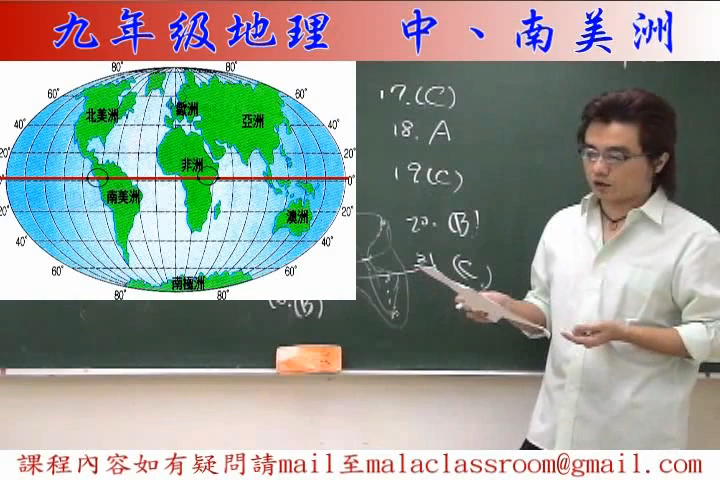 九年級地理 中、南美洲
80° 80°
北美洲 歐洲 亞洲
40° 40°
20° 20°
非洲
0° 0°
南美洲
20° 澳洲 20°
40° 40°
60° 60°
南極洲
80° 80°
17.(C)
18. A
19(C)
20. (B)!
21 (C)
(B)
課程內容如有疑問請mail至malaclassroom@gmail.com